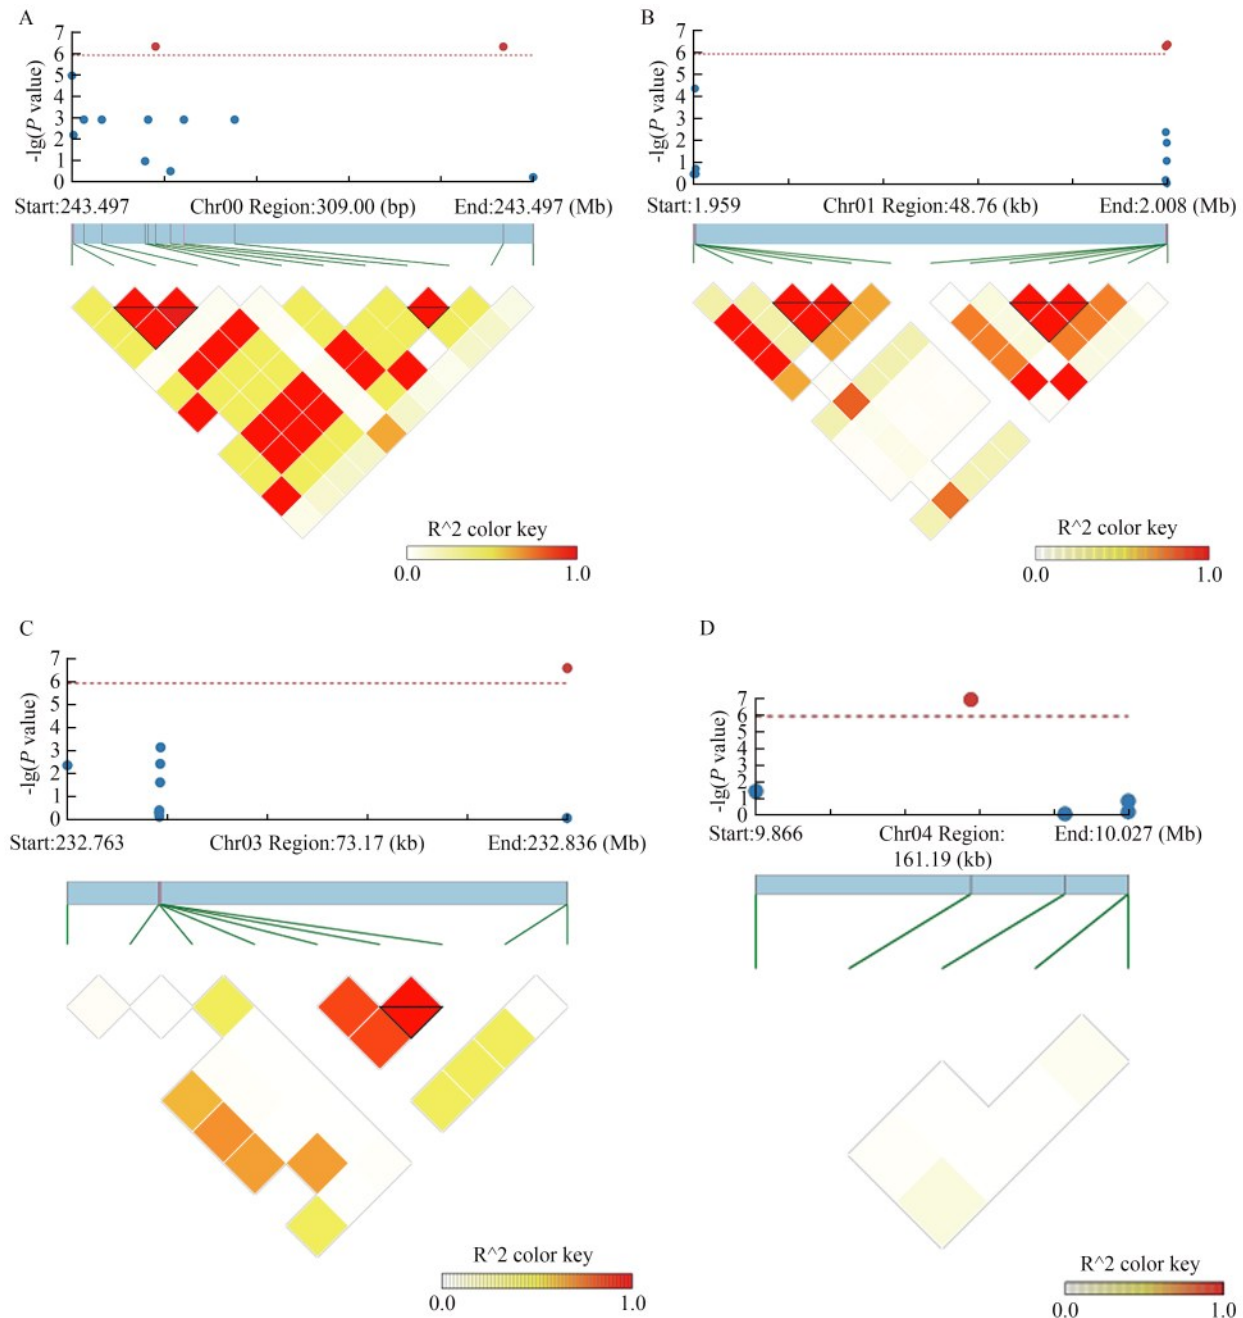 A
7
6
5
4
3
2
1
0
-lg(P value)
Start:243.497 Chr00 Region:309.00 (bp) End:243.497 (Mb)
R^2 color key
0.0 1.0
B
7
6
5
4
3
2
1
0
-lg(P value)
Start:1.959 Chr01 Region:48.76 (kb) End:2.008 (Mb)
R^2 color key
0.0 1.0
C
7
6
5
4
3
2
1
0
-lg(P value)
Start:232.763 Chr03 Region:73.17 (kb) End:232.836 (Mb)
R^2 color key
0.0 1.0
D
7
6
5
4
3
2
1
0
-lg(P value)
Start:9.866 Chr04 Region: End:10.027 (Mb)
161.19 (kb)
R^2 color key
0.0 1.0